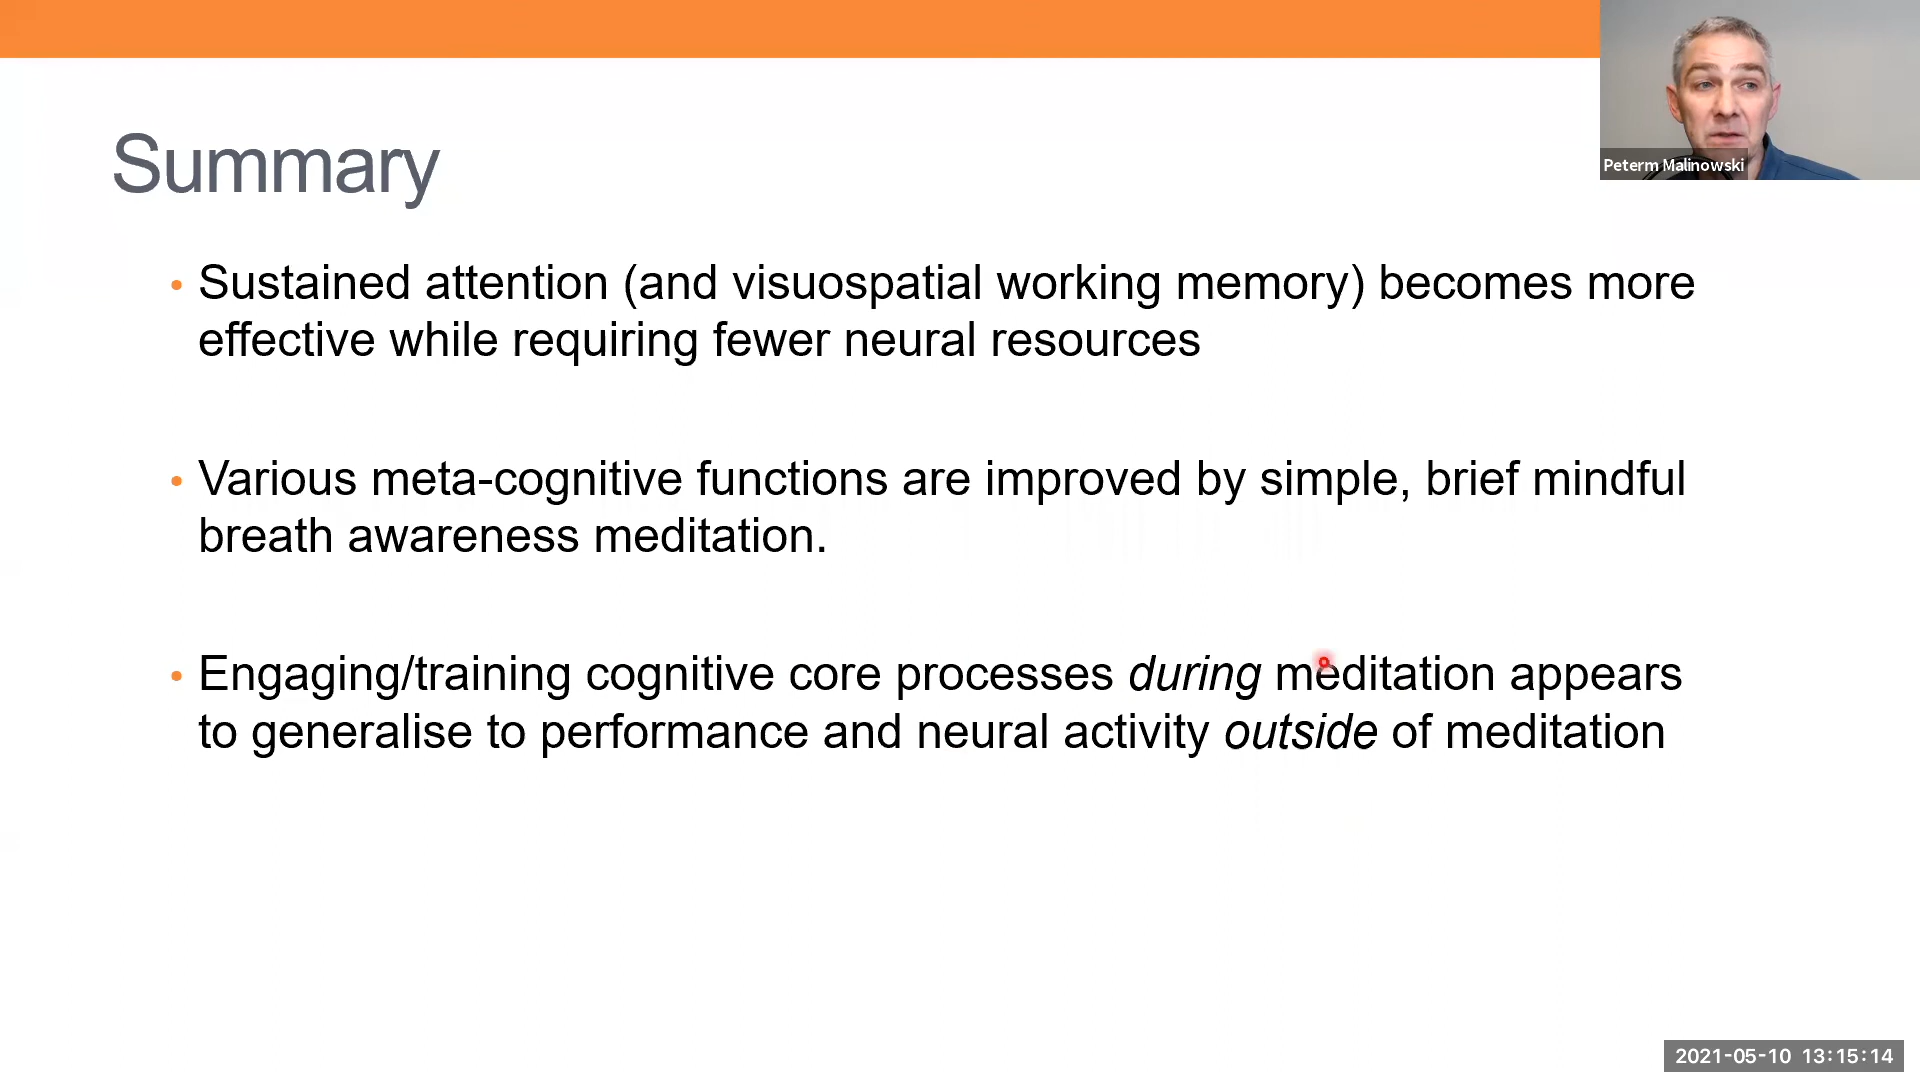 Peterm Malinowski
Summary
• Sustained attention (and visuospatial working memory) becomes more
effective while requiring fewer neural resources
• Various meta-cognitive functions are improved by simple, brief mindful
breath awareness meditation.
• Engaging/training cognitive core processes during meditation appears
to generalise to performance and neural activity outside of meditation
2021-05-10 13:15:14